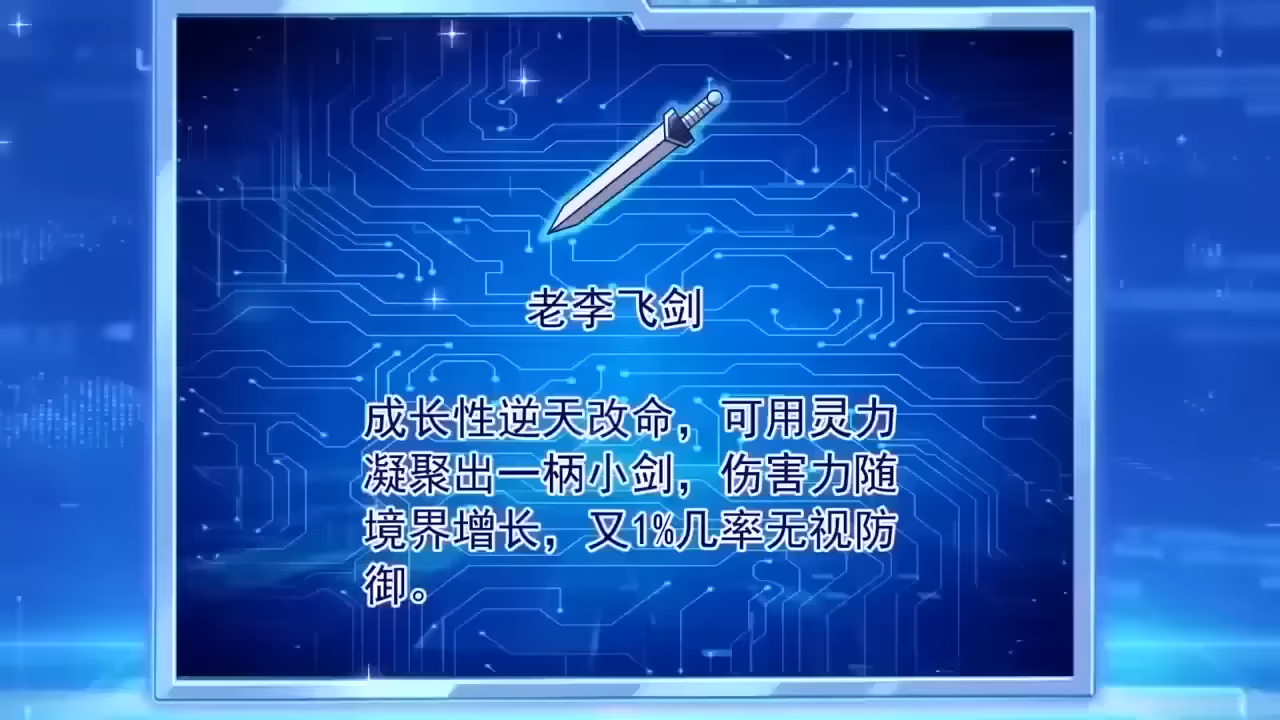 老李飞剑
成长性逆天改命，可用灵力
凝聚出一柄小剑，伤害力随
境界增长，又1%几率无视防
御。